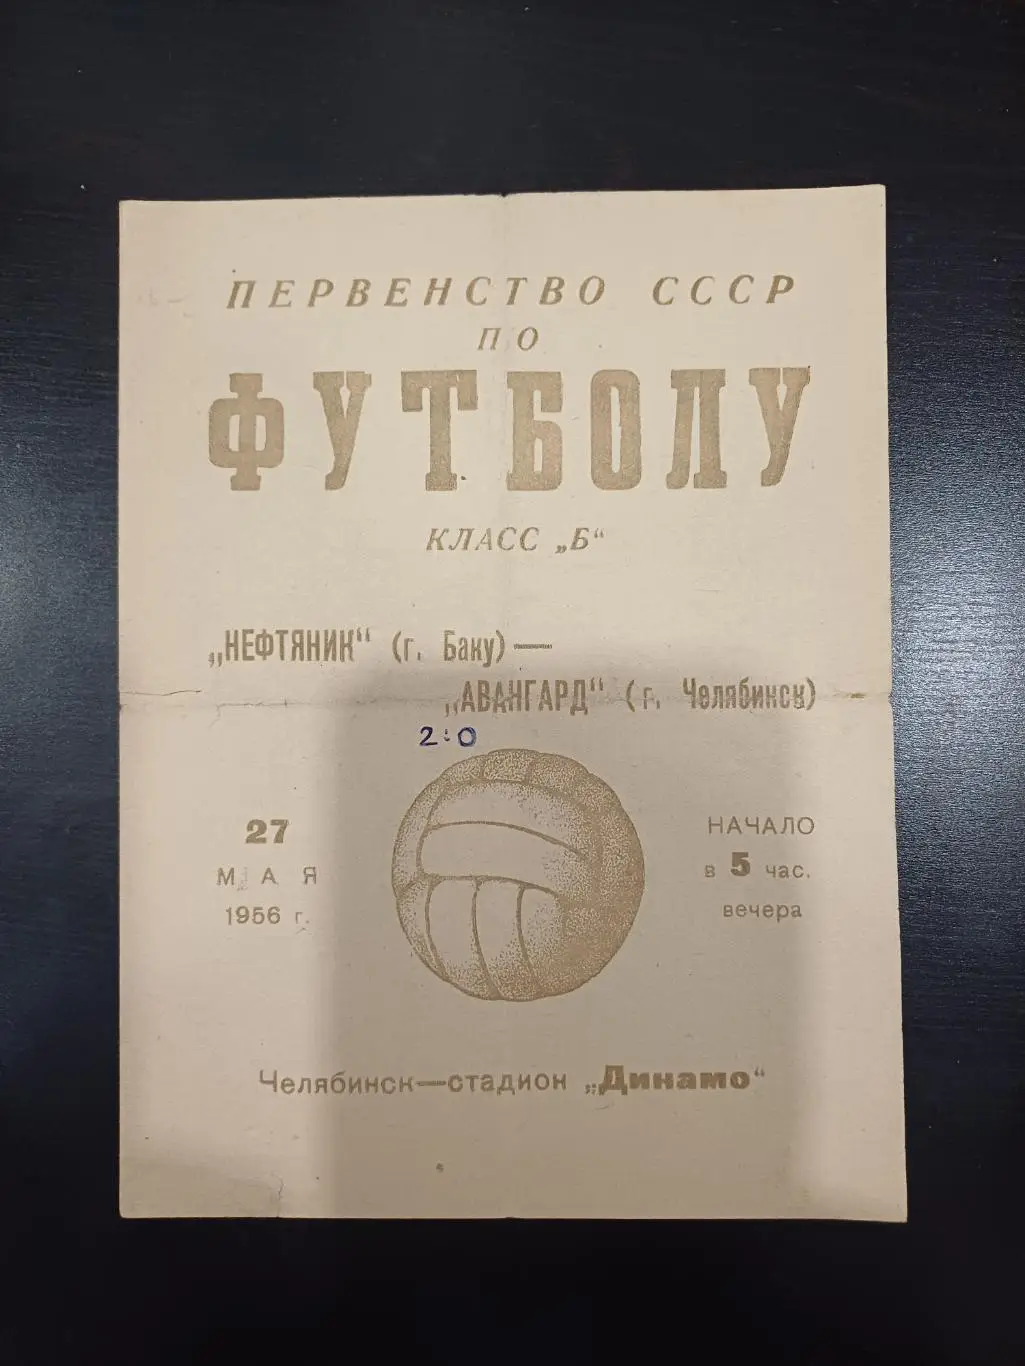 ПЕРВЕНСТВО СССР
ПО
ФУТБОЛУ
КЛАСС „Б“
„НЕФТЯНИК“ (г. Баку)—
„АВАНГАРД“ (г. Челябинск)
2:0
27
МАЯ
1956 г.
НАЧАЛО
в 5 час.
вечера
Челябинск—стадион „Динамо“